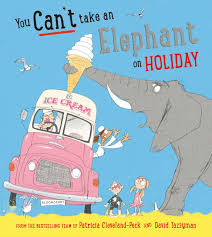 You Can't take an
Elephant
on HOLIDAY
ICE CREAM
BLOOMSBURY
FROM THE BESTSELLING TEAM OF Patricia Cleveland-Peck AND David Tazzyman